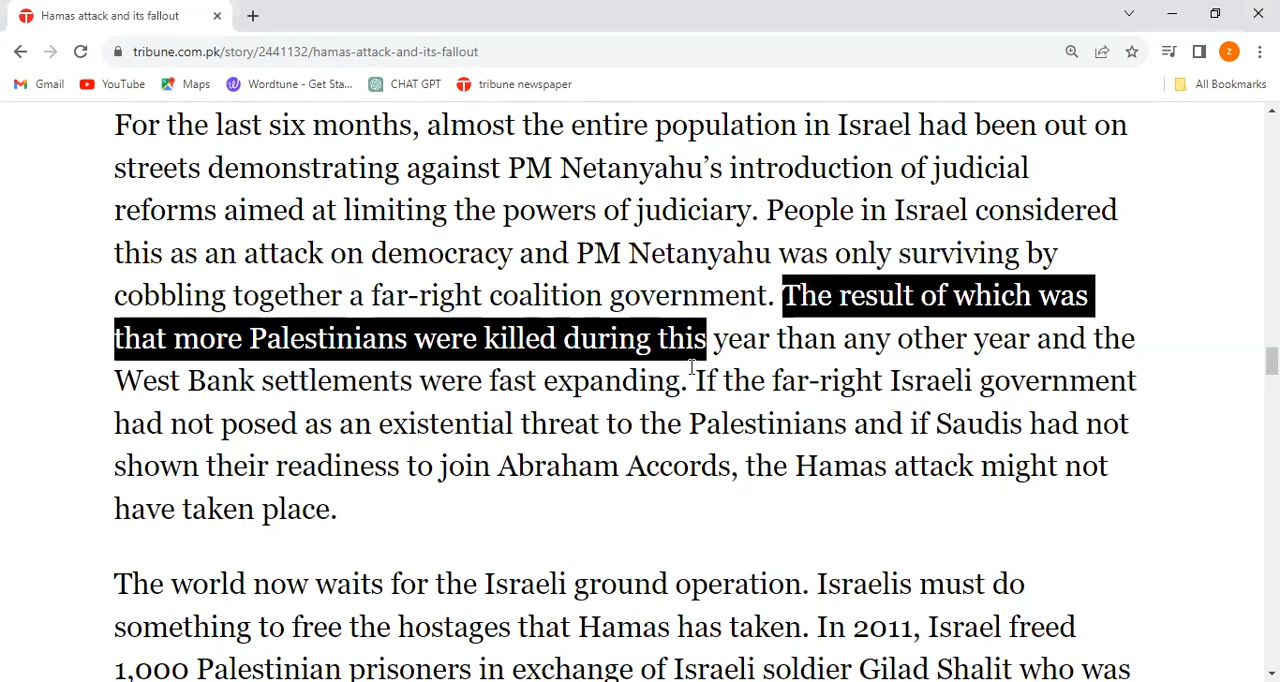 Hamas attack and its fallout
tribune.com.pk/story/2441132/hamas-attack-and-its-fallout
Z
Gmail YouTube Maps Wordtune - Get Sta... CHAT GPT tribune newspaper All Bookmarks
For the last six months, almost the entire population in Israel had been out on
streets demonstrating against PM Netanyahu’s introduction of judicial
reforms aimed at limiting the powers of judiciary. People in Israel considered
this as an attack on democracy and PM Netanyahu was only surviving by
cobbling together a far-right coalition government. The result of which was
that more Palestinians were killed during this year than any other year and the
West Bank settlements were fast expanding. If the far-right Israeli government
had not posed as an existential threat to the Palestinians and if Saudis had not
shown their readiness to join Abraham Accords, the Hamas attack might not
have taken place.
The world now waits for the Israeli ground operation. Israelis must do
something to free the hostages that Hamas has taken. In 2011, Israel freed
1,000 Palestinian prisoners in exchange of Israeli soldier Gilad Shalit who was